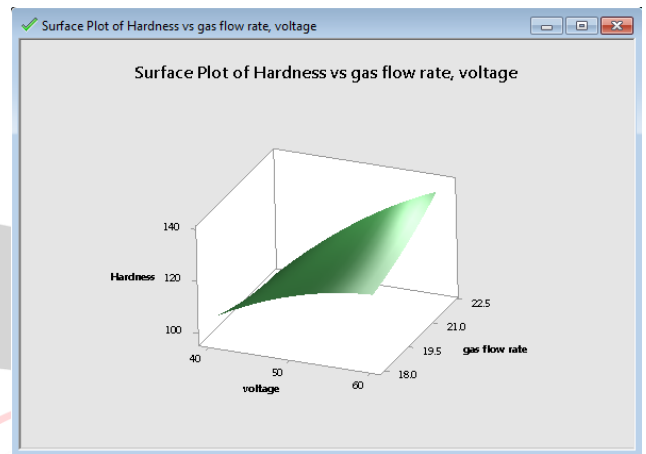 Surface Plot of Hardness vs gas flow rate, voltage
Surface Plot of Hardness vs gas flow rate, voltage
140
Hardness 120
100
40
50
60
voltage
18.0
19.5
21.0
22.5
gas flow rate